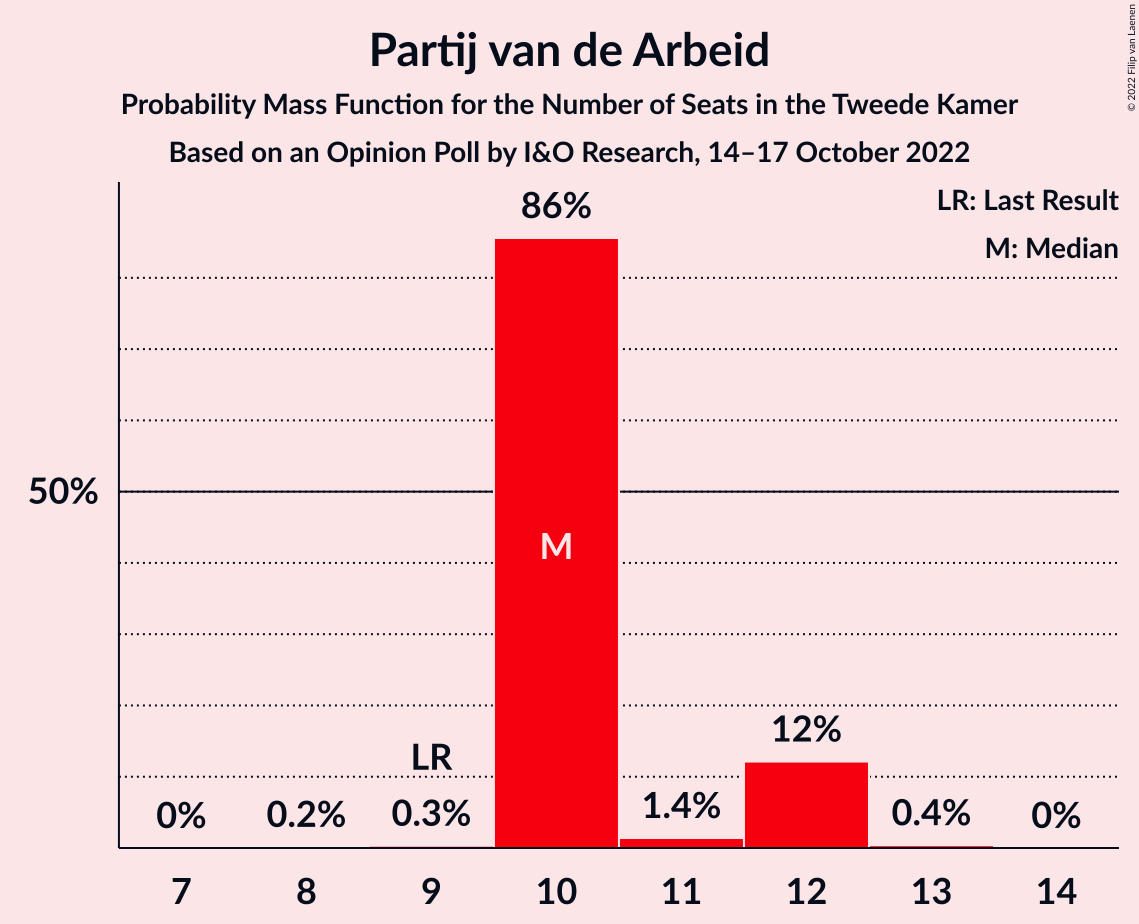 Partij van de Arbeid
Probability Mass Function for the Number of Seats in the Tweede Kamer
Based on an Opinion Poll by I&O Research, 14–17 October 2022
© 2022 Filip van Laenen
LR: Last Result
M: Median
86%
50%
M
12%
LR
0%
0.2%
0.3%
1.4%
0.4%
0%
7
8
9
10
11
12
13
14